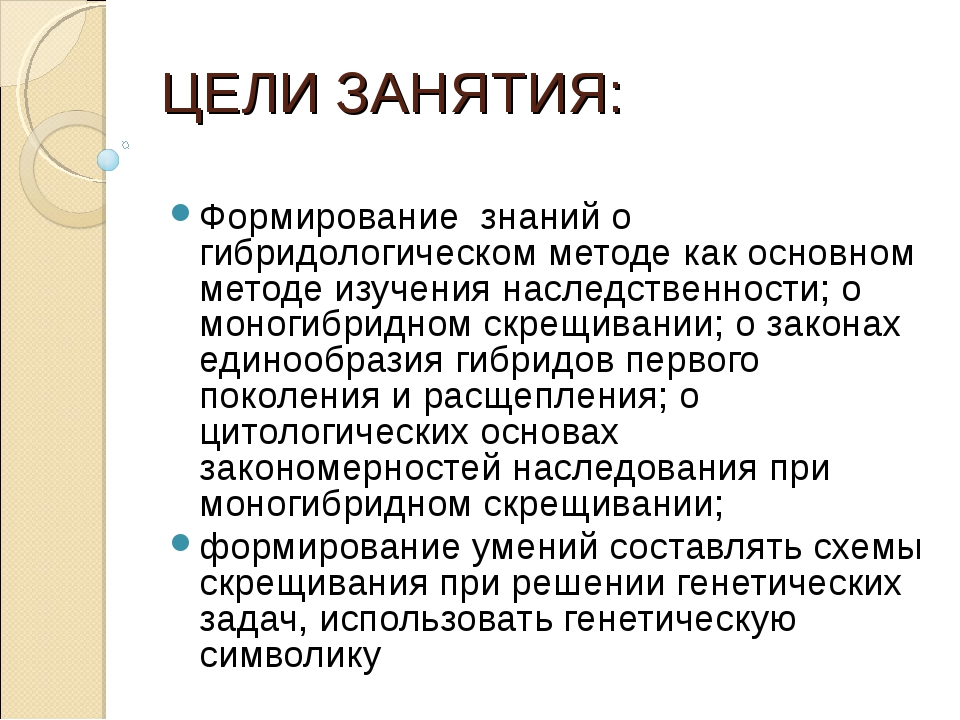 ЦЕЛИ ЗАНЯТИЯ:
Формирование знаний о
гибридологическом методе как основном
методе изучения наследственности; о
моногибридном скрещивании; о законах
единообразия гибридов первого
поколения и расщепления; о
цитологических основах
закономерностей наследования при
моногибридном скрещивании;
формирование умений составлять схемы
скрещивания при решении генетических
задач, использовать генетическую
символику